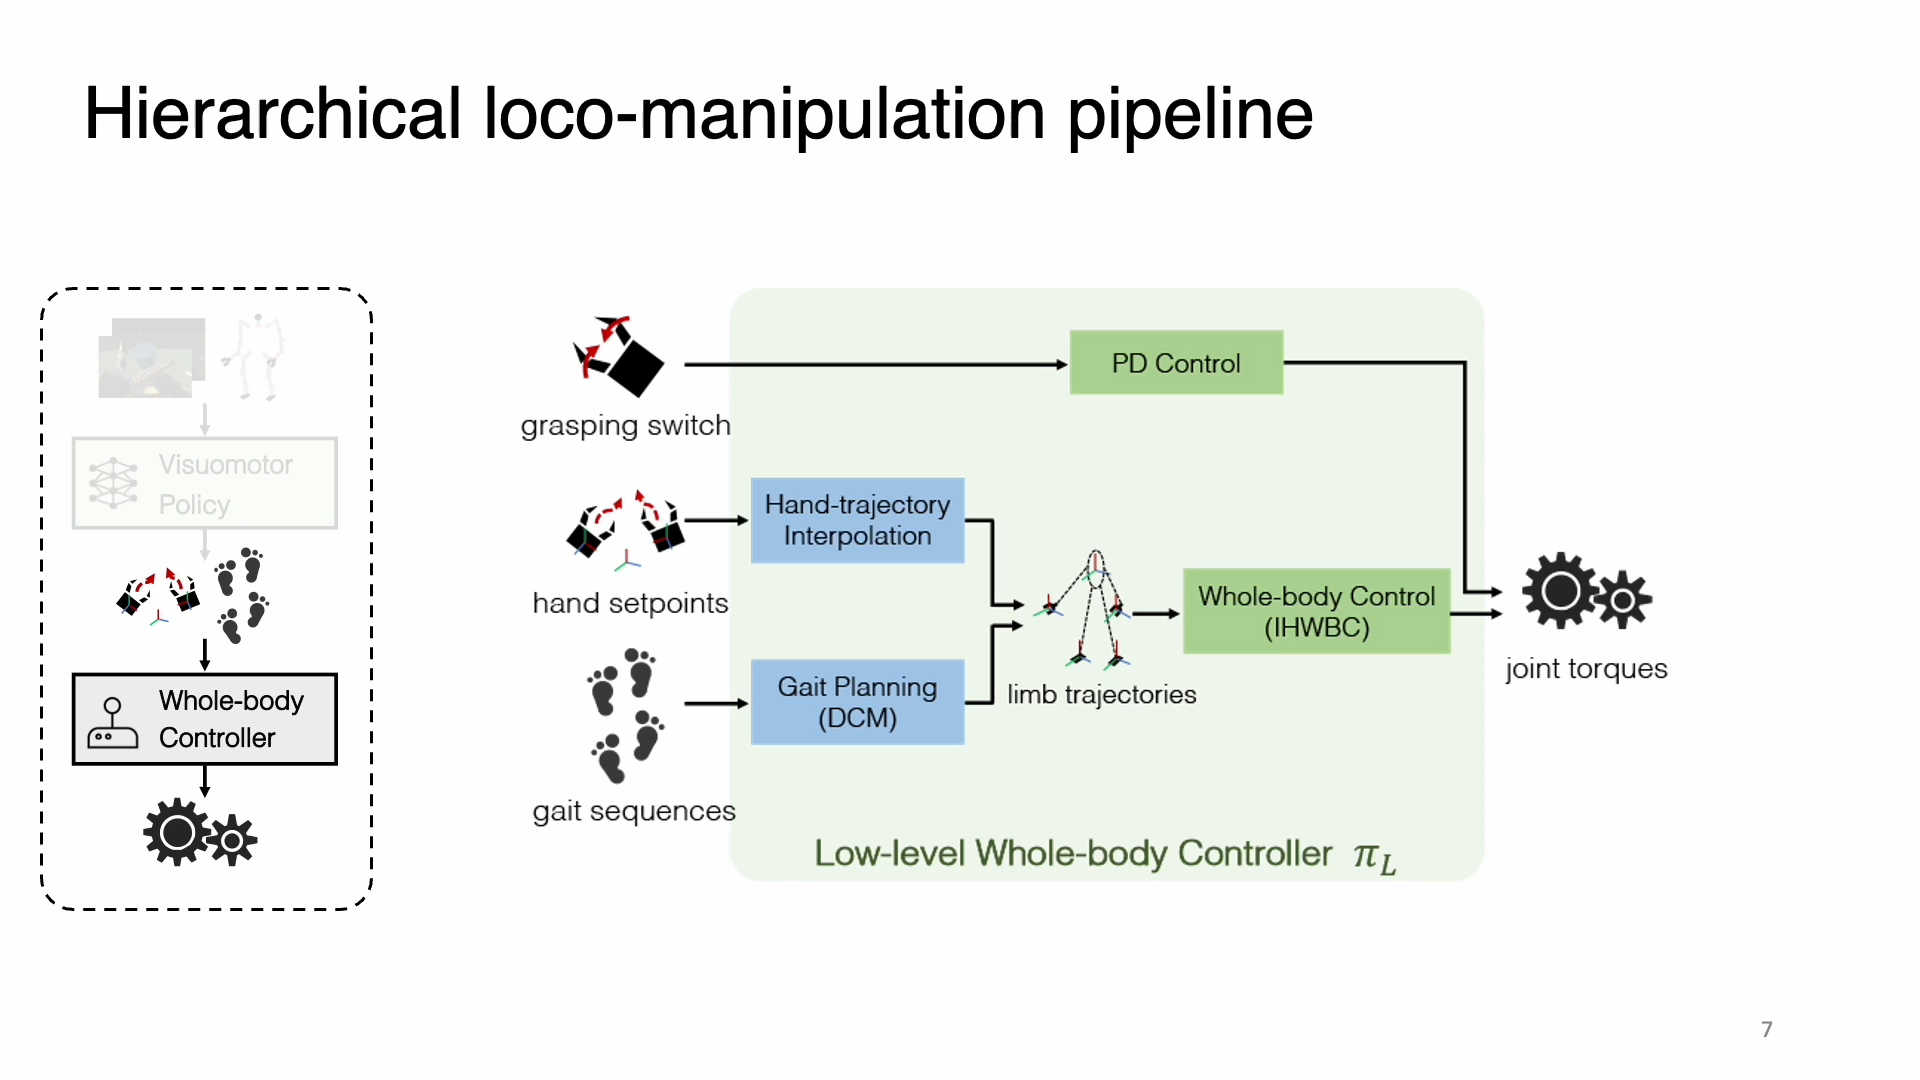 Hierarchical loco-manipulation pipeline
Visuomotor
Policy
Whole-body
Controller
grasping switch
hand setpoints
gait sequences
PD Control
Hand-trajectory
Interpolation
Gait Planning
(DCM)
limb trajectories
Whole-body Control
(IHWBC)
joint torques
Low-level Whole-body Controller π_L
7